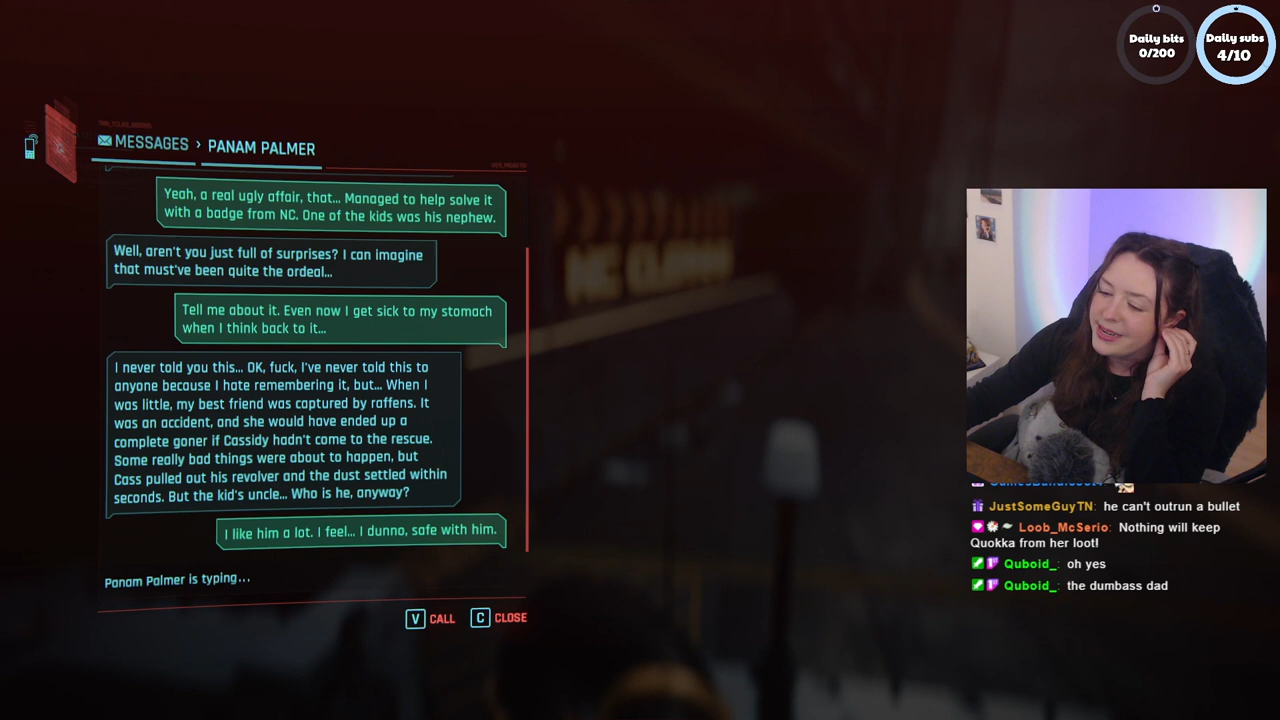 Daily bits
0/200
Daily subs
4/10
MESSAGES › PANAM PALMER
Yeah, a real ugly affair, that... Managed to help solve it
with a badge from NC. One of the kids was his nephew.
Well, aren't you just full of surprises? I can imagine
that must've been quite the ordeal...
Tell me about it. Even now I get sick to my stomach
when I think back to it...
I never told you this... OK, fuck, I've never told this to
anyone because I hate remembering it, but... When I
was little, my best friend was captured by raffens. It
was an accident, and she would have ended up a
complete goner if Cassidy hadn't come to the rescue.
Some really bad things were about to happen, but
Cass pulled out his revolver and the dust settled within
seconds. But the kid's uncle... Who is he, anyway?
I like him a lot. I feel... I dunno, safe with him.
Panam Palmer is typing...
V CALL C CLOSE
JustSomeGuyTN: he can't outrun a bullet
Loob_McSerio: Nothing will keep
Quokka from her loot!
Quboid_: oh yes
Quboid_: the dumbass dad